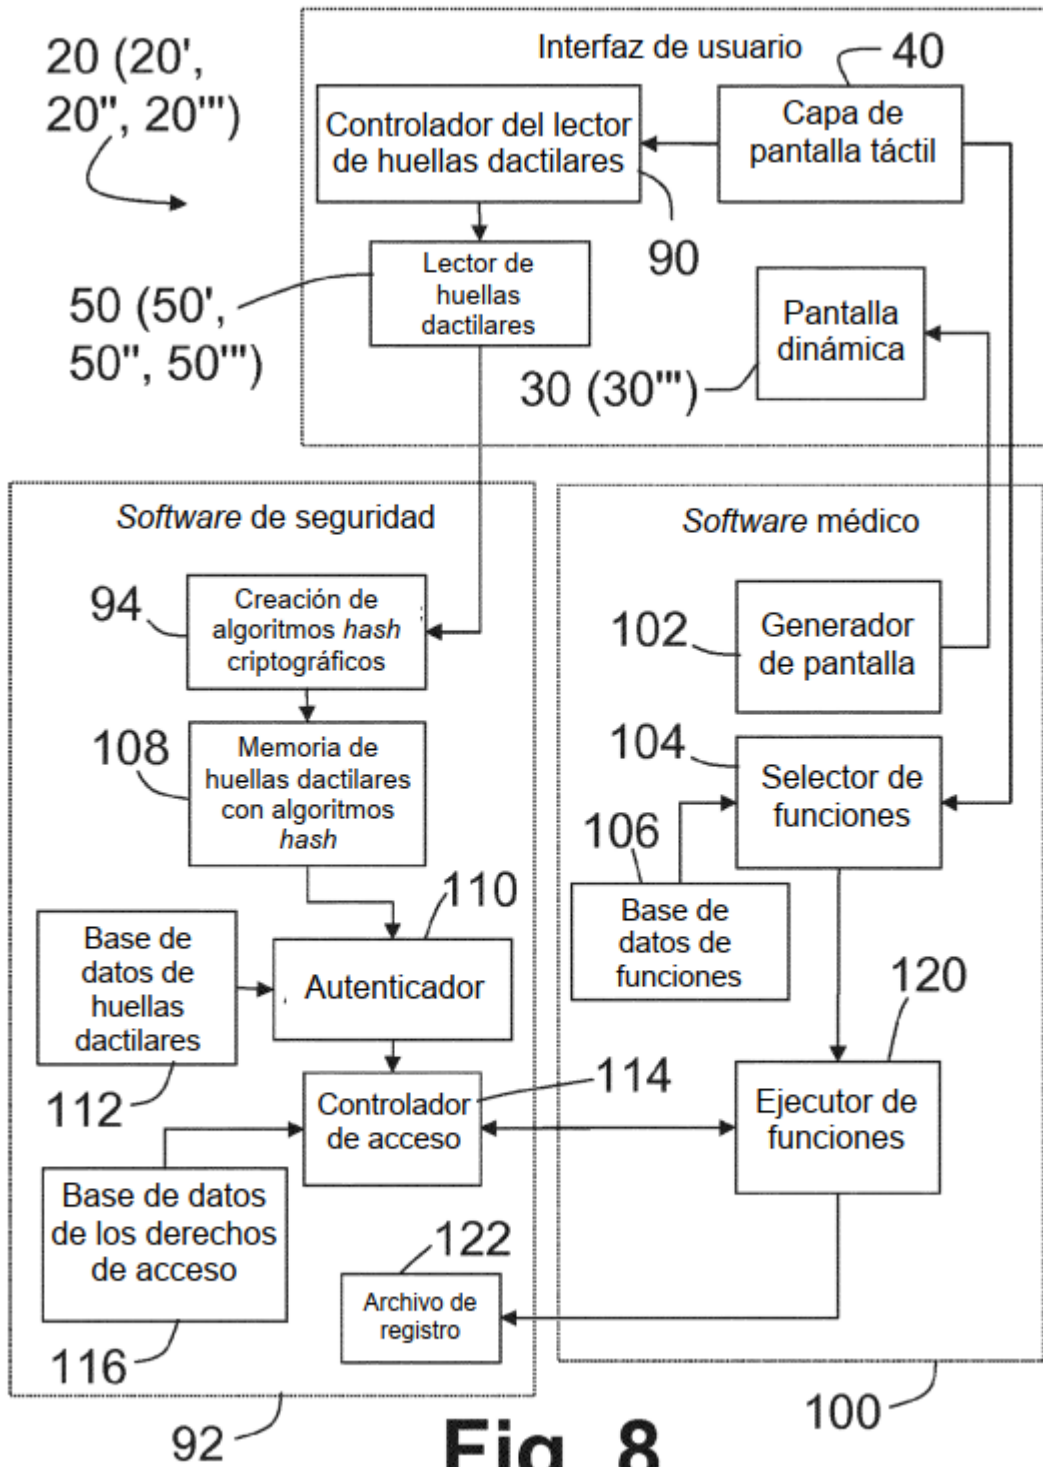 20 (20',
20", 20"')
Interfaz de usuario
40
Controlador del lector
de huellas dactilares
Capa de
pantalla táctil
90
50 (50',
50", 50"')
Lector de
huellas
dactilares
Pantalla
dinámica
30 (30"')
Software de seguridad
Software médico
94
Creación de
algoritmos hash
criptográficos
102
Generador
de pantalla
108
Memoria de
huellas dactilares
con algoritmos
hash
104
Selector de
funciones
106
Base de
datos de
funciones
110
Base de
datos de
huellas
dactilares
Autenticador
112
120
114
Controlador
de acceso
Ejecutor de
funciones
Base de datos
de los derechos
de acceso
122
Archivo de
registro
116
92
100
Fig. 8